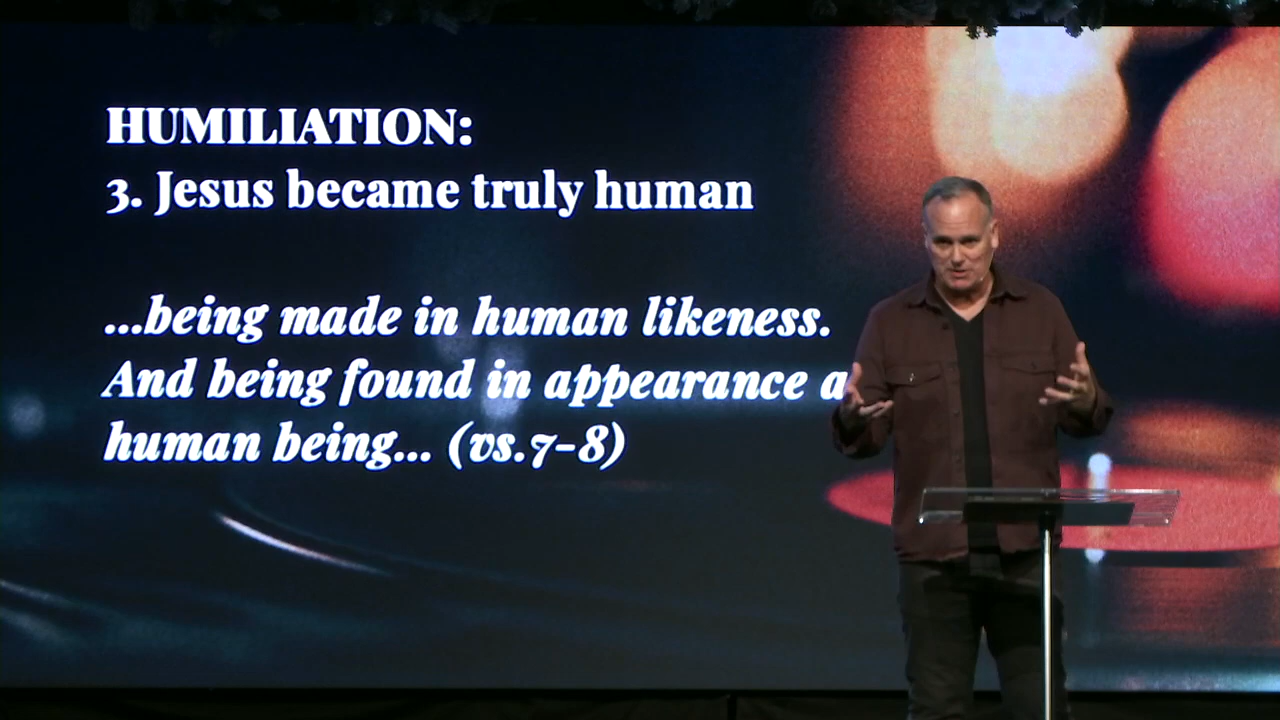 HUMILIATION:
3. Jesus became truly human
...being made in human likeness.
And being found in appearance a
human being... (vs.7-8)